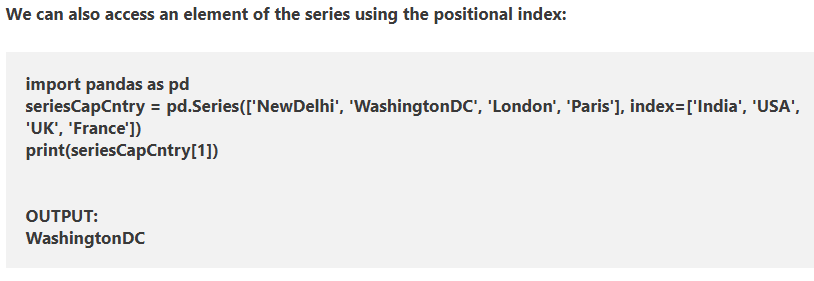 We can also access an element of the series using the positional index:
import pandas as pd
seriesCapCntry = pd.Series(['NewDelhi', 'WashingtonDC', 'London', 'Paris'], index=['India', 'USA',
'UK', 'France'])
print(seriesCapCntry[1])
OUTPUT:
WashingtonDC